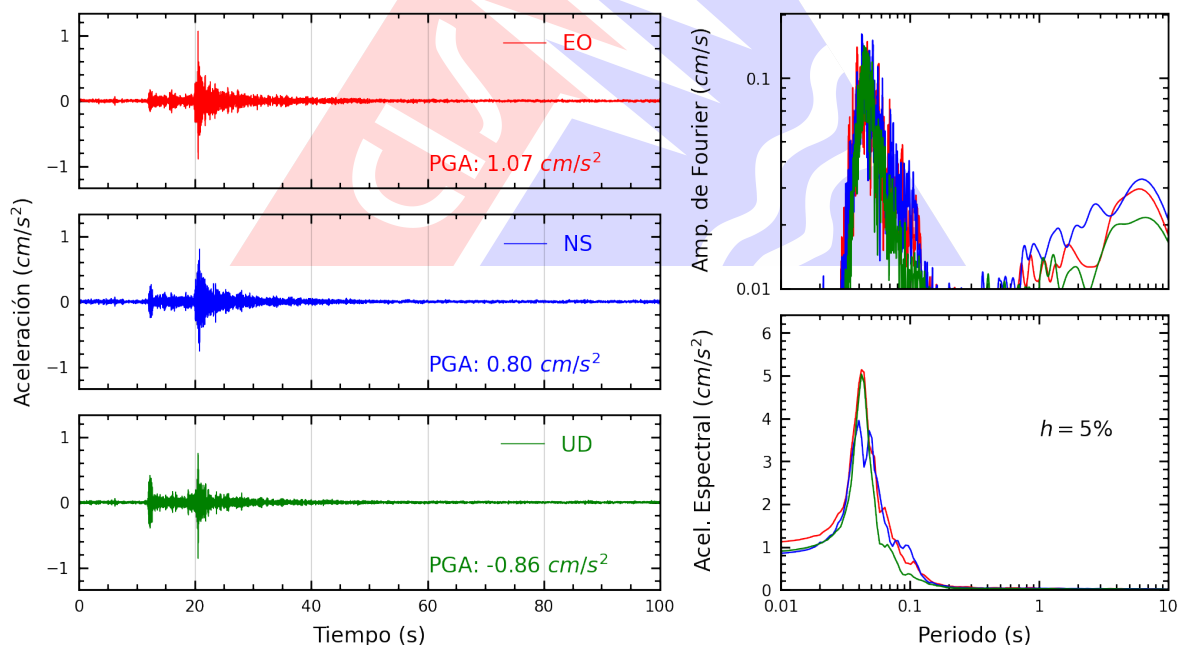 Aceleración (cm/s²)
1
0
−1
EO
PGA: 1.07 cm/s²
1
0
−1
NS
PGA: 0.80 cm/s²
1
0
−1
UD
PGA: -0.86 cm/s²
0 20 40 60 80 100
Tiempo (s)
Amp. de Fourier (cm/s)
0.1
0.01
Acel. Espectral (cm/s²)
6
5
4
3
2
1
0
h = 5%
0.01 0.1 1 10
Periodo (s)
CIS